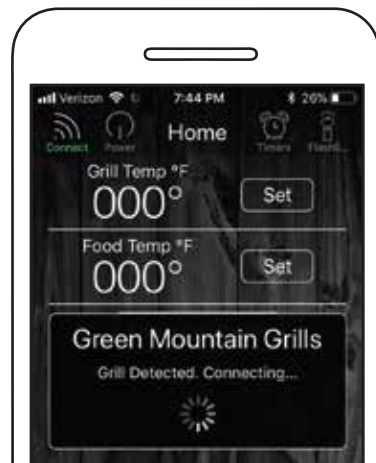 Verizon 7:44 PM 26%
Connect Power Home Timers Flashli...
Grill Temp °F
000° Set
Food Temp °F
000° Set
Green Mountain Grills
Grill Detected. Connecting...